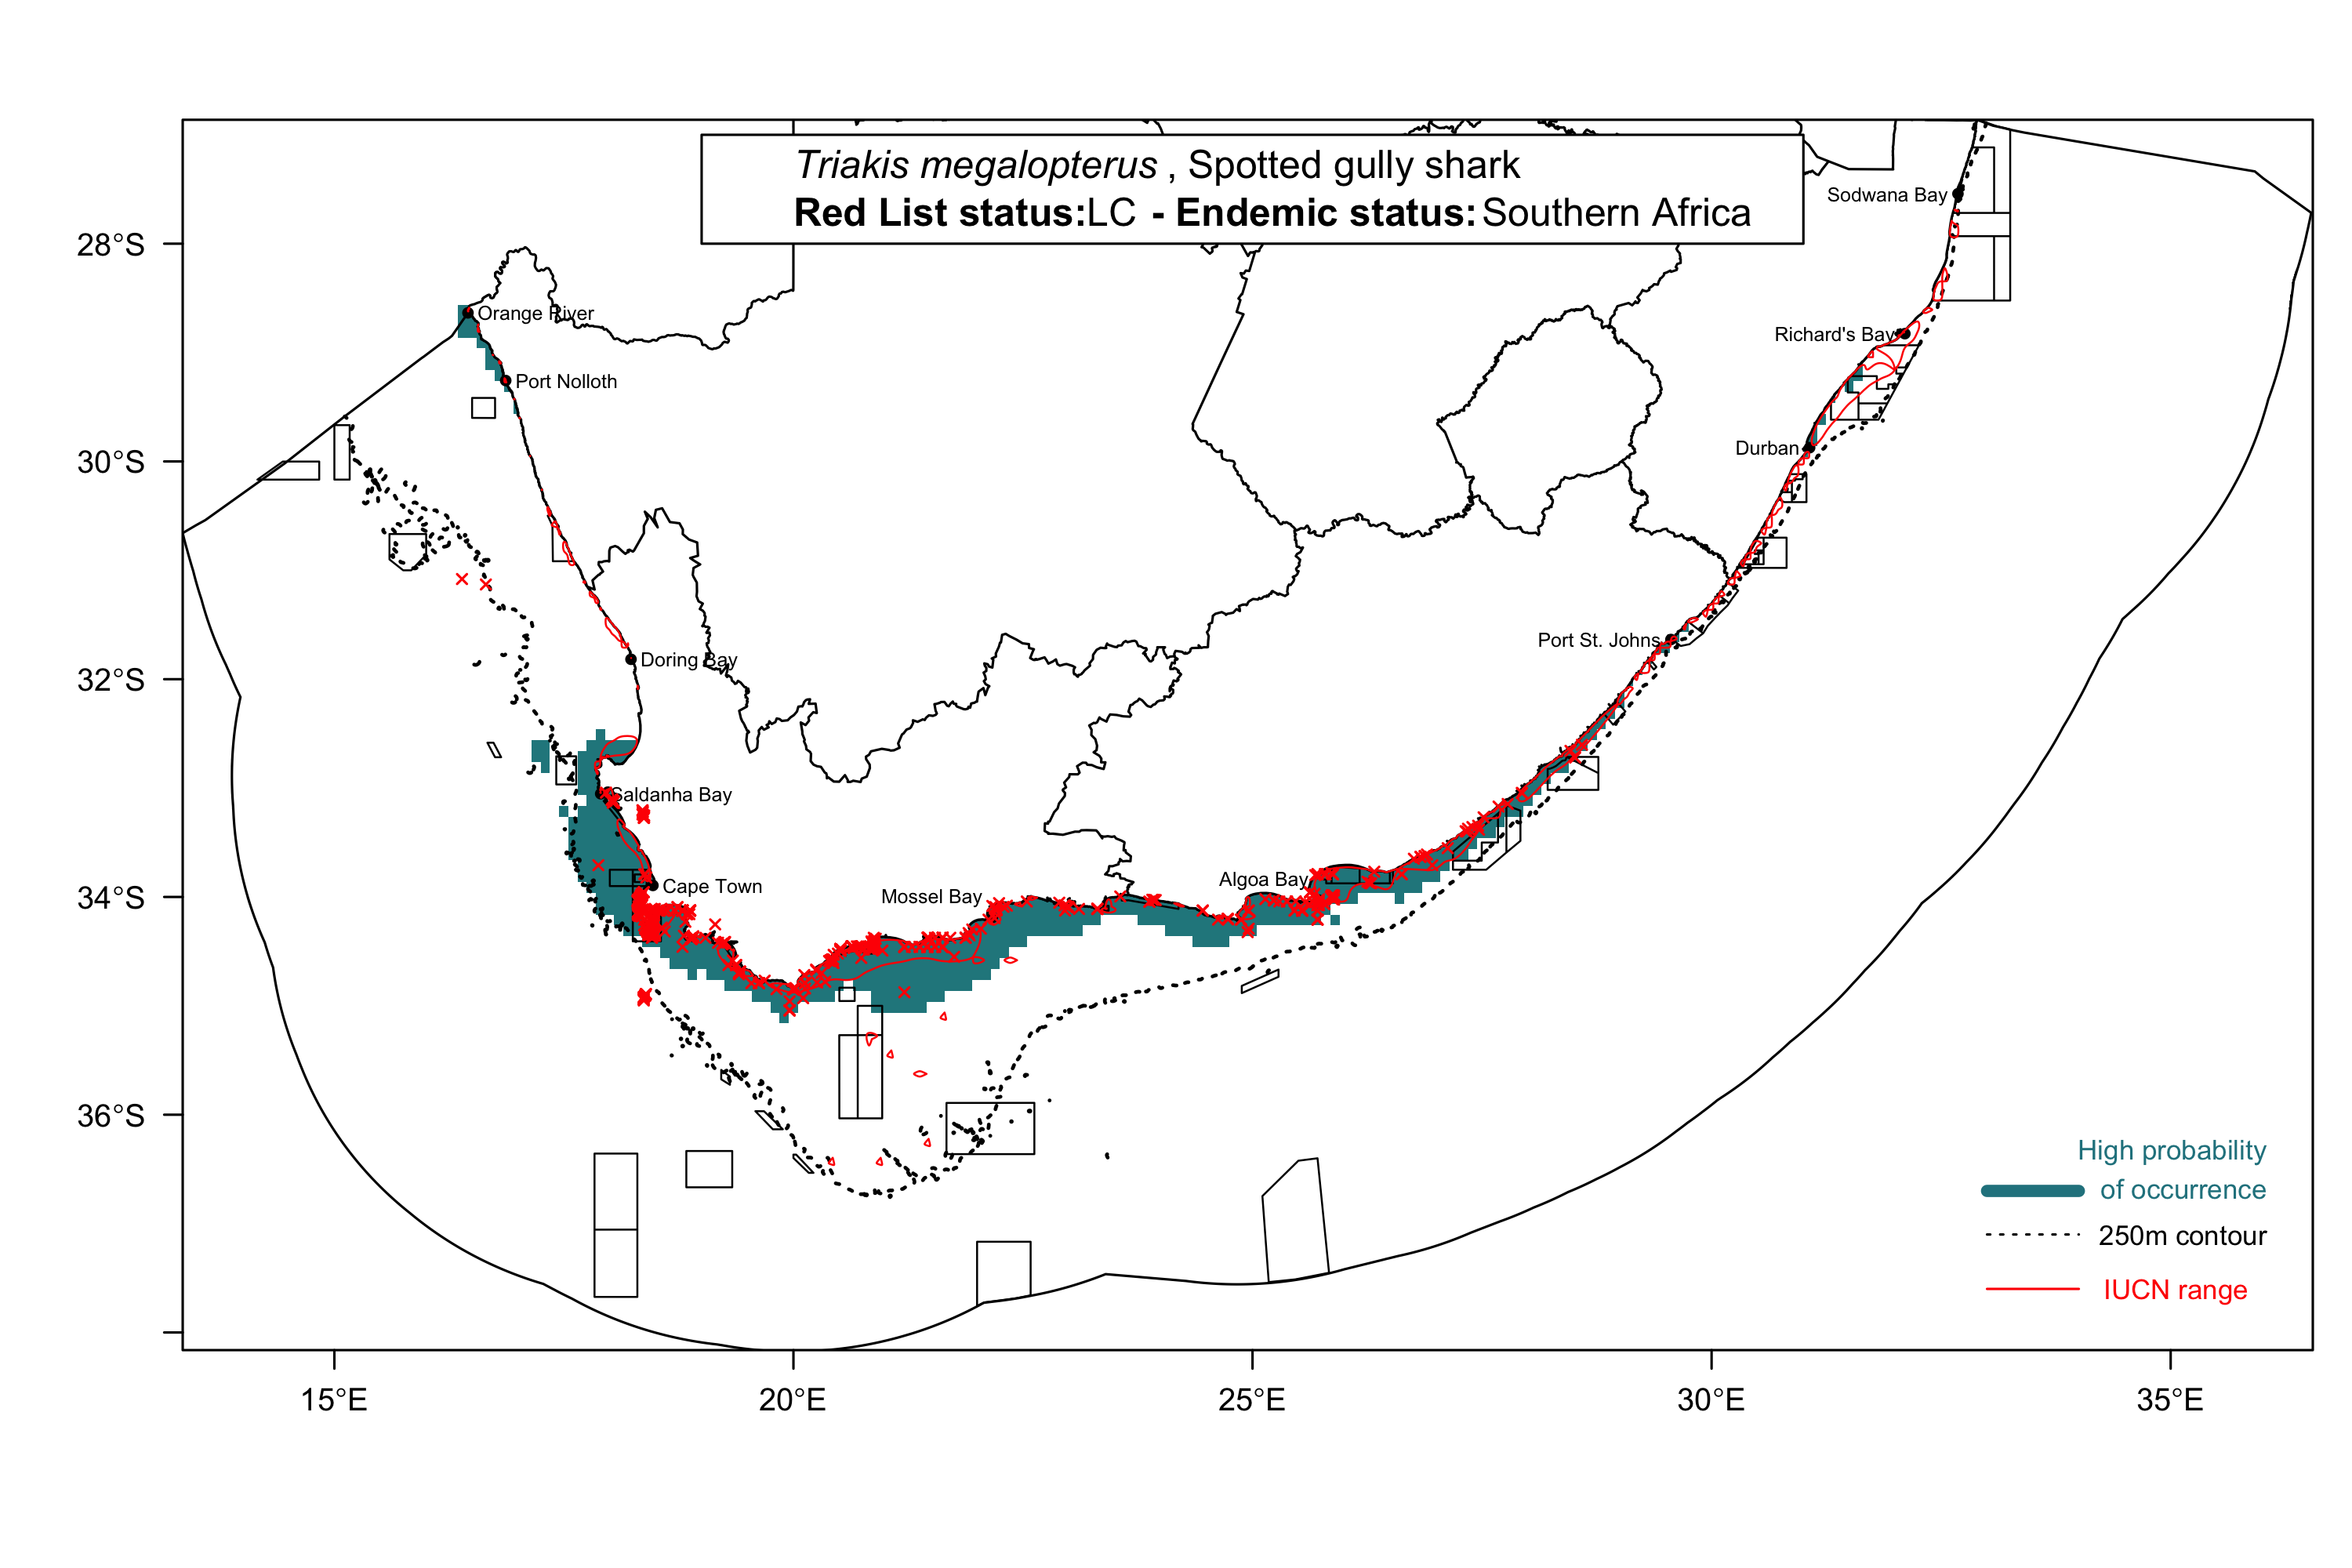 Triakis megalopterus , Spotted gully shark
Red List status:LC - Endemic status:Southern Africa
Sodwana Bay
28°S
Orange River
Richard's Bay
Port Nolloth
Durban
30°S
Port St. Johns
Doring Bay
32°S
Saldanha Bay
Algoa Bay
Cape Town
Mossel Bay
34°S
36°S
High probability
of occurrence
250m contour
IUCN range
15°E
20°E
25°E
30°E
35°E